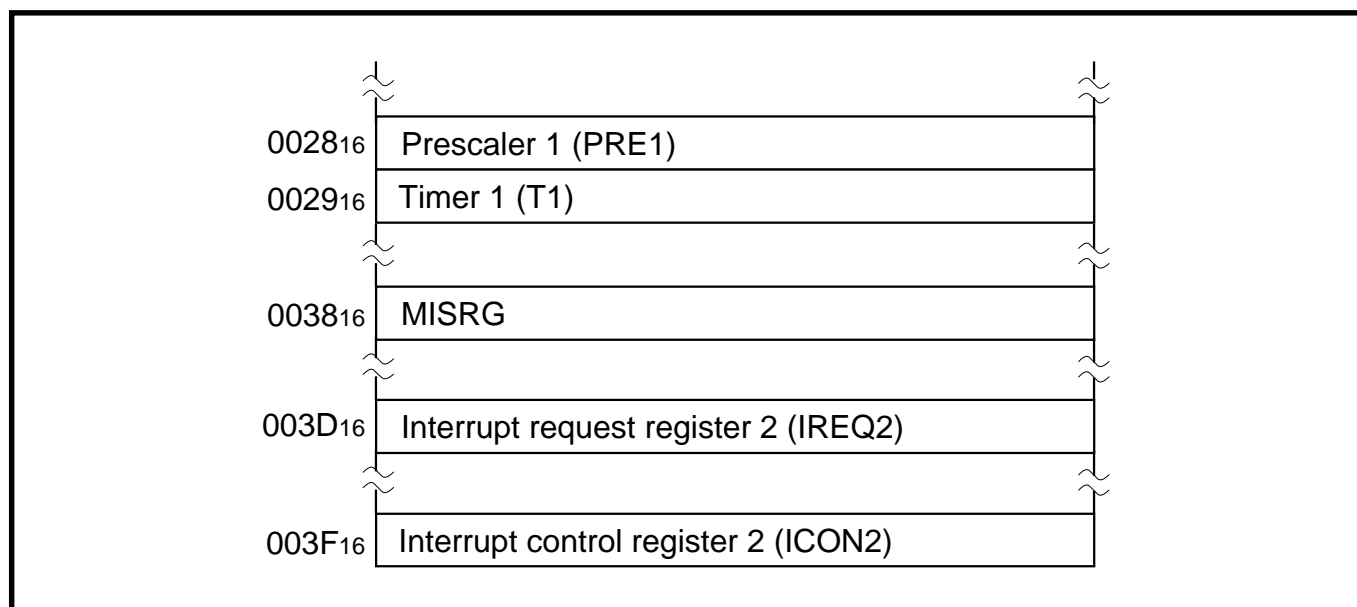 002816 Prescaler 1 (PRE1)
002916 Timer 1 (T1)
003816 MISRG
003D16 Interrupt request register 2 (IREQ2)
003F16 Interrupt control register 2 (ICON2)